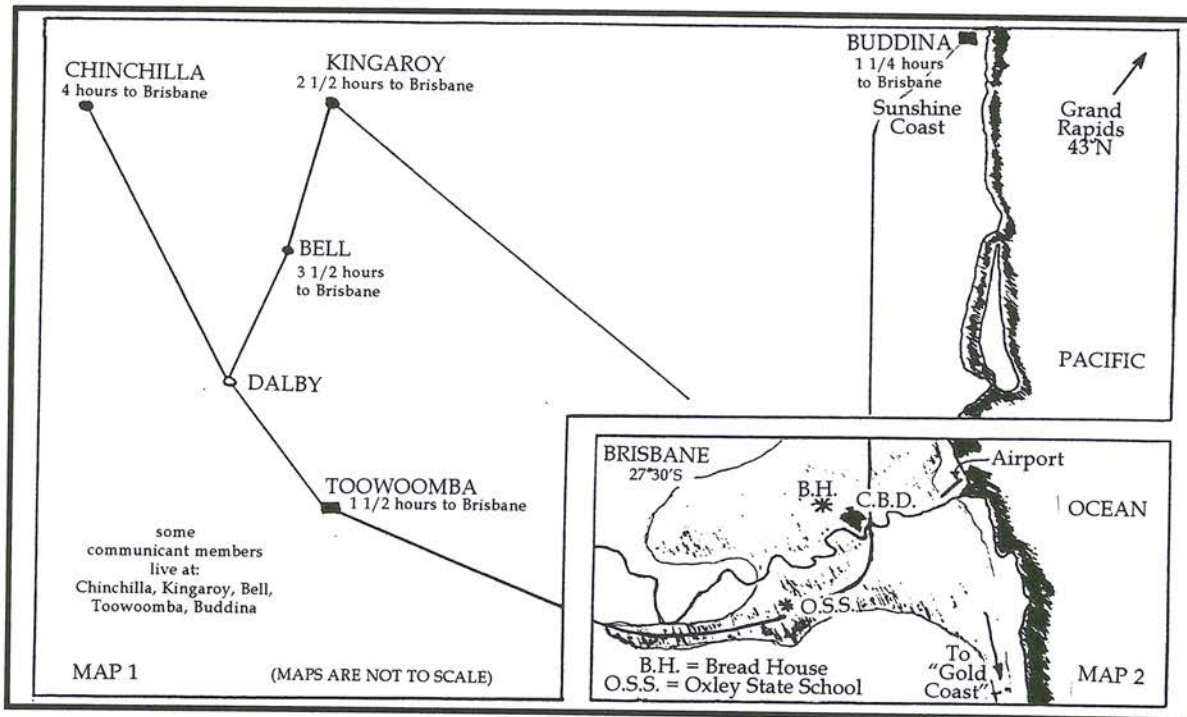 CHINCHILLA
4 hours to Brisbane
KINGAROY
2 1/2 hours to Brisbane
BUDDINA
1 1/4 hours
to Brisbane
Sunshine
Coast
Grand
Rapids
43°N
BELL
3 1/2 hours
to Brisbane
DALBY
PACIFIC
TOOWOOMBA
1 1/2 hours to Brisbane
some
communicant members
live at:
Chinchilla, Kingaroy, Bell,
Toowoomba, Buddina
MAP 1
(MAPS ARE NOT TO SCALE)
BRISBANE
27°30'S
B.H.
C.B.D.
Airport
OCEAN
O.S.S.
B.H. = Bread House
O.S.S. = Oxley State School
To
"Gold
Coast"
MAP 2